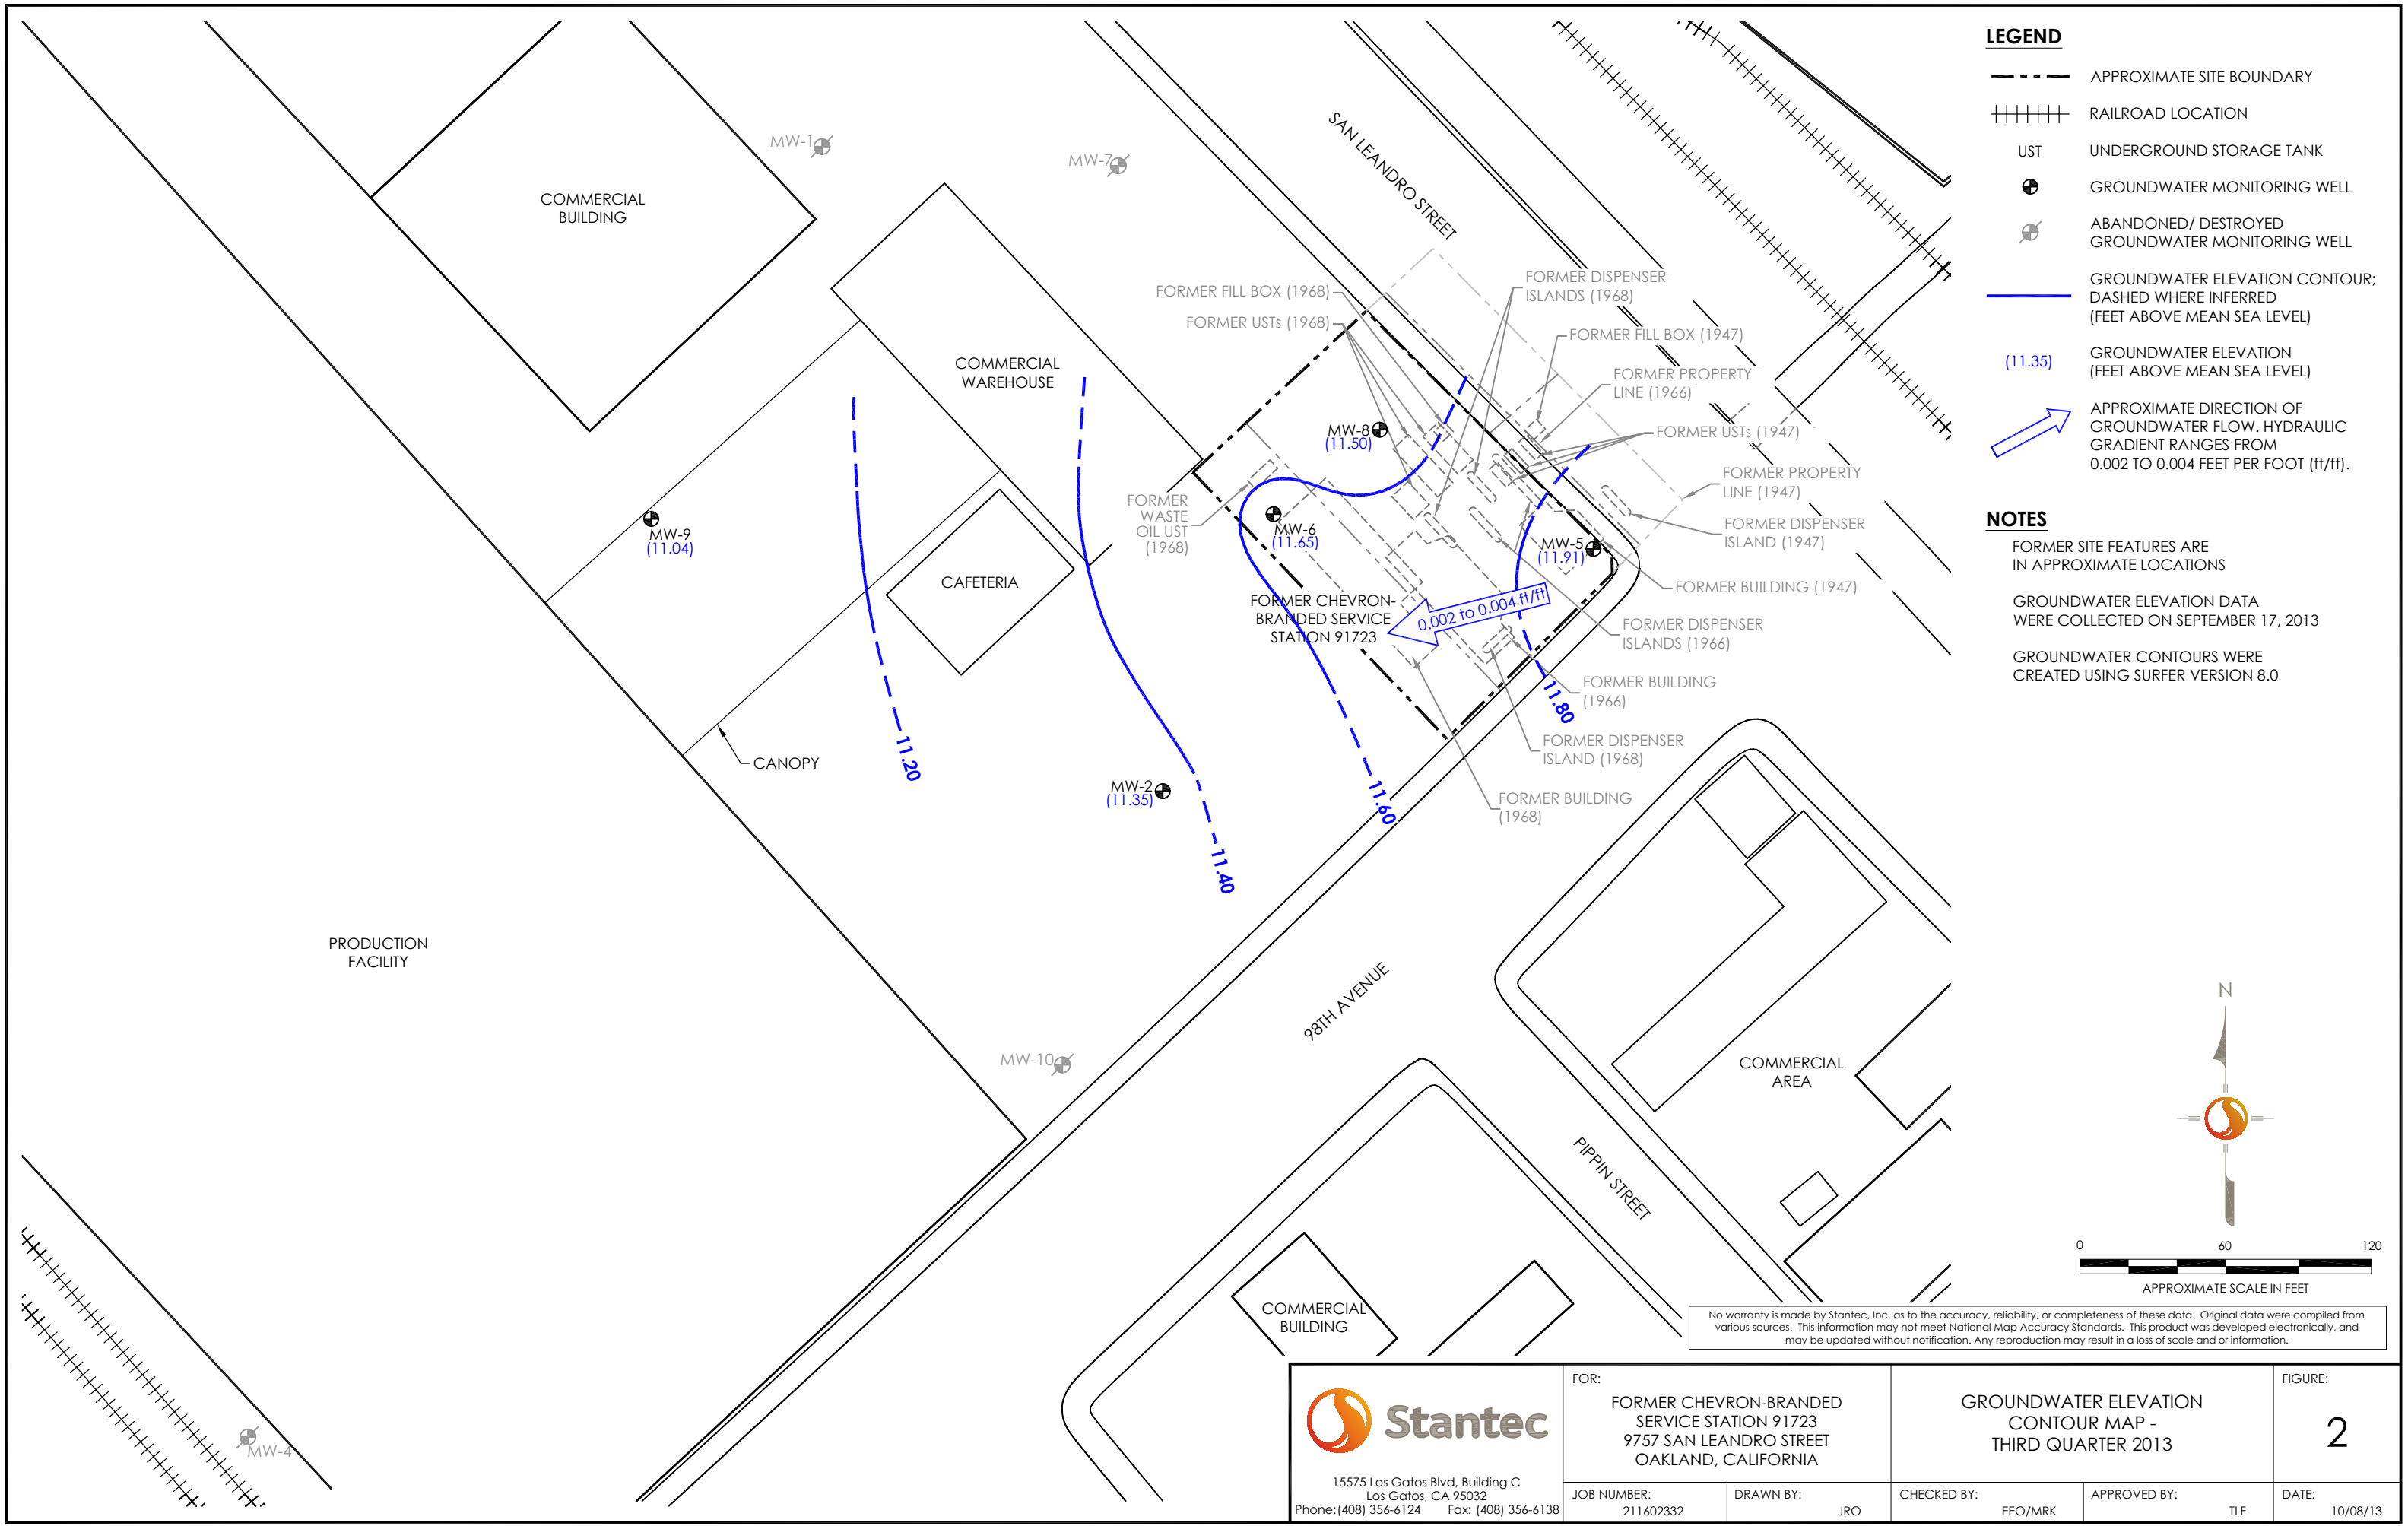 MW-1
MW-7
SAN LEANDRO STREET
COMMERCIAL
BUILDING
FORMER FILL BOX (1968)
FORMER USTs (1968)
FORMER DISPENSER
ISLANDS (1968)
FORMER FILL BOX (1947)
FORMER PROPERTY
LINE (1966)
FORMER USTs (1947)
FORMER PROPERTY
LINE (1947)
FORMER DISPENSER
ISLAND (1947)
COMMERCIAL
WAREHOUSE
MW-8
(11.50)
FORMER
WASTE
OIL UST
(1968)
MW-6
(11.65)
MW-5
(11.91)
MW-9
(11.04)
CAFETERIA
FORMER CHEVRON-
BRANDED SERVICE
STATION 91723
0.002 to 0.004 ft/ft
FORMER BUILDING (1947)
FORMER DISPENSER
ISLANDS (1966)
FORMER BUILDING
(1966)
FORMER DISPENSER
ISLAND (1968)
FORMER BUILDING
(1968)
11.80
11.60
11.40
11.20
CANOPY
MW-2
(11.35)
PRODUCTION
FACILITY
MW-10
98TH AVENUE
COMMERCIAL
AREA
PIPPIN STREET
COMMERCIAL
BUILDING
MW-4
LEGEND
APPROXIMATE SITE BOUNDARY
RAILROAD LOCATION
UST
UNDERGROUND STORAGE TANK
GROUNDWATER MONITORING WELL
ABANDONED/ DESTROYED
GROUNDWATER MONITORING WELL
GROUNDWATER ELEVATION CONTOUR;
DASHED WHERE INFERRED
(FEET ABOVE MEAN SEA LEVEL)
(11.35)
GROUNDWATER ELEVATION
(FEET ABOVE MEAN SEA LEVEL)
APPROXIMATE DIRECTION OF
GROUNDWATER FLOW. HYDRAULIC
GRADIENT RANGES FROM
0.002 TO 0.004 FEET PER FOOT (ft/ft).
NOTES
FORMER SITE FEATURES ARE
IN APPROXIMATE LOCATIONS
GROUNDWATER ELEVATION DATA
WERE COLLECTED ON SEPTEMBER 17, 2013
GROUNDWATER CONTOURS WERE
CREATED USING SURFER VERSION 8.0
N
0 60 120
APPROXIMATE SCALE IN FEET
No warranty is made by Stantec, Inc. as to the accuracy, reliability, or completeness of these data. Original data were compiled from
various sources. This information may not meet National Map Accuracy Standards. This product was developed electronically, and
may be updated without notification. Any reproduction may result in a loss of scale and or information.
Stantec
15575 Los Gatos Blvd, Building C
Los Gatos, CA 95032
Phone:(408) 356-6124 Fax: (408) 356-6138
FOR:
FORMER CHEVRON-BRANDED
SERVICE STATION 91723
9757 SAN LEANDRO STREET
OAKLAND, CALIFORNIA
GROUNDWATER ELEVATION
CONTOUR MAP -
THIRD QUARTER 2013
FIGURE:
2
JOB NUMBER:
211602332
DRAWN BY:
JRO
CHECKED BY:
EEO/MRK
APPROVED BY:
TLF
DATE:
10/08/13